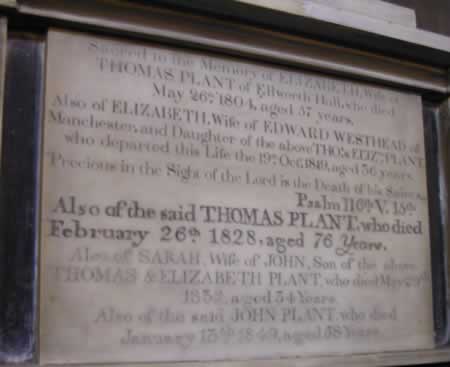 Sacred to the Memory of ELIZABETH, Wife of
THOMAS PLANT of Ellworth Hall, who died
May 26th 1804, aged 57 years.
Also of ELIZABETH, Wife of EDWARD WESTHEAD of
Manchester, and Daughter of the above THOs. & ELIZth. PLANT
who departed this Life the 19th Octr. 1819, aged 36 years.
Precious in the Sight of the Lord is the Death of his Saints,
Psalm 116th V. 15th
Also of the said THOMAS PLANT, who died
February 26th 1828, aged 76 Years.
Also of SARAH, Wife of JOHN, Son of the above
THOMAS & ELIZABETH PLANT, who died May
aged 34 Years.
Also of the said JOHN PLANT, who died
January 13th 1849, aged 58 Years.